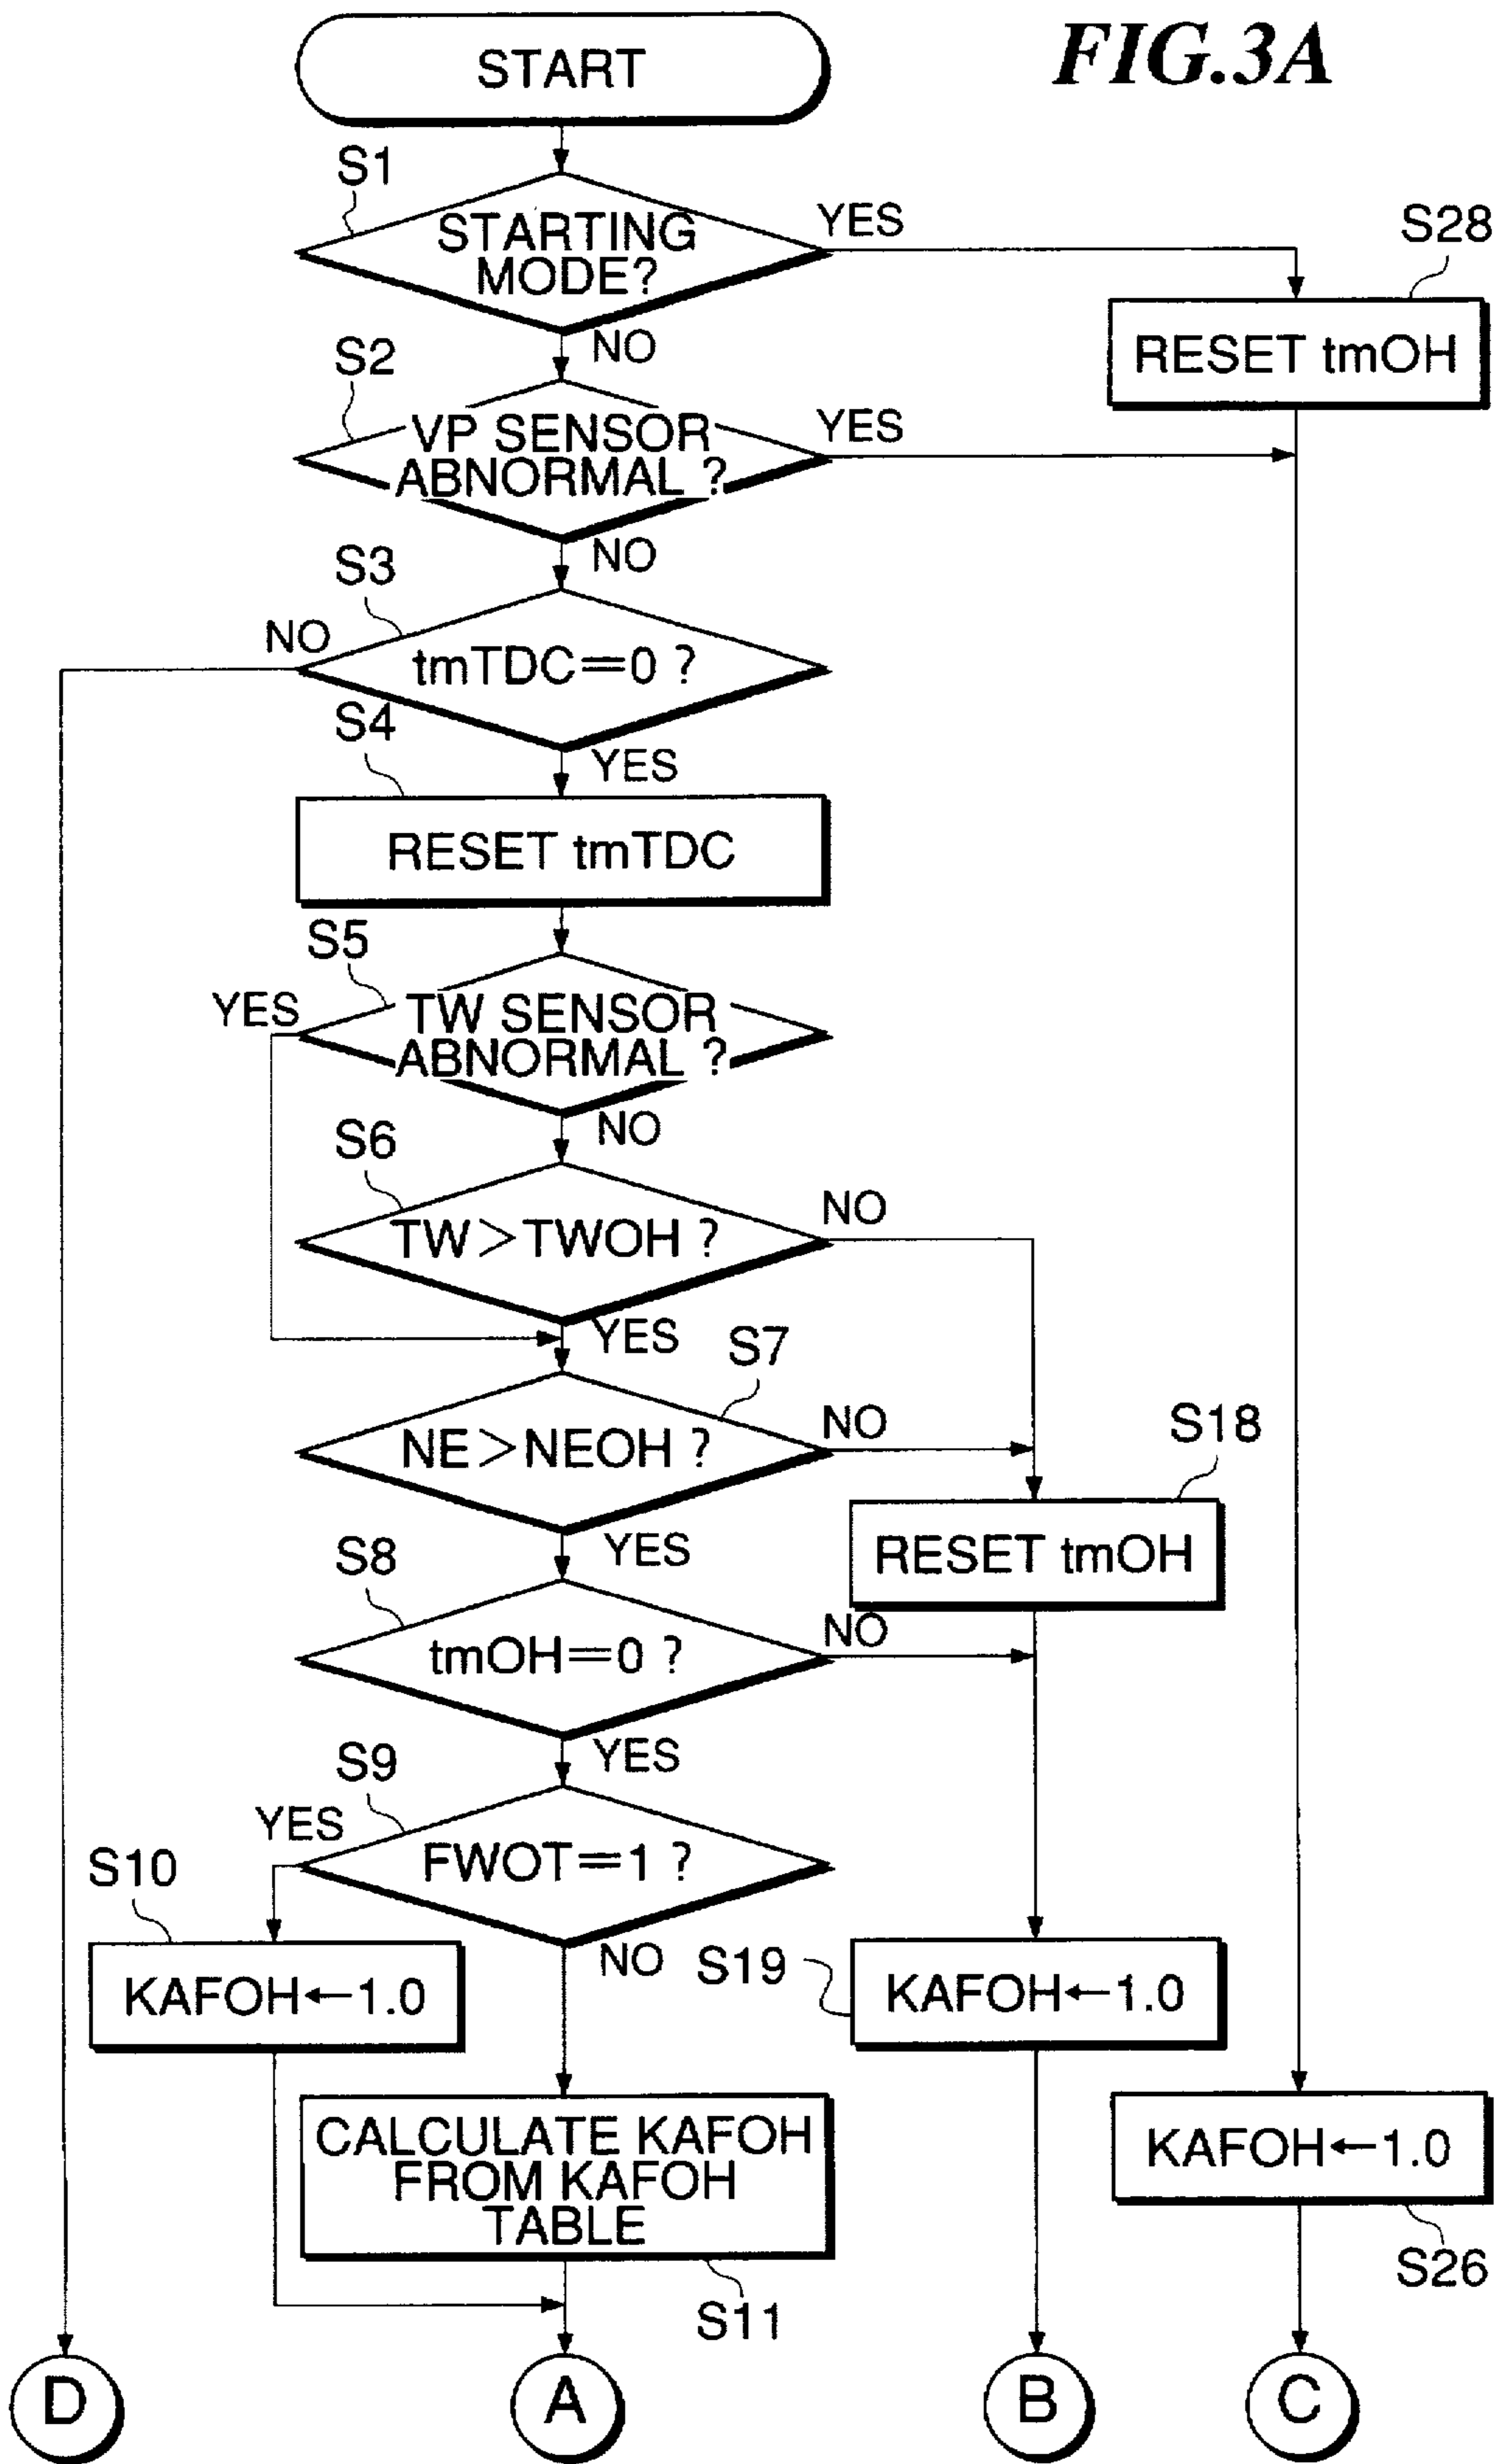 FIG.3A
START
S1
STARTING
MODE?
YES
NO
S28
RESET tmOH
S2
VP SENSOR
ABNORMAL ?
YES
NO
S3
tmTDC=0 ?
NO
YES
S4
RESET tmTDC
S5
TW SENSOR
ABNORMAL ?
YES
NO
S6
TW>TWOH ?
NO
YES
S7
NE>NEOH ?
NO
YES
S18
RESET tmOH
S8
tmOH=0 ?
NO
YES
S9
FWOT=1 ?
YES
NO
S10
KAFOH←1.0
S19
KAFOH←1.0
CALCULATE KAFOH
FROM KAFOH
TABLE
S11
KAFOH←1.0
S26
D
A
B
C